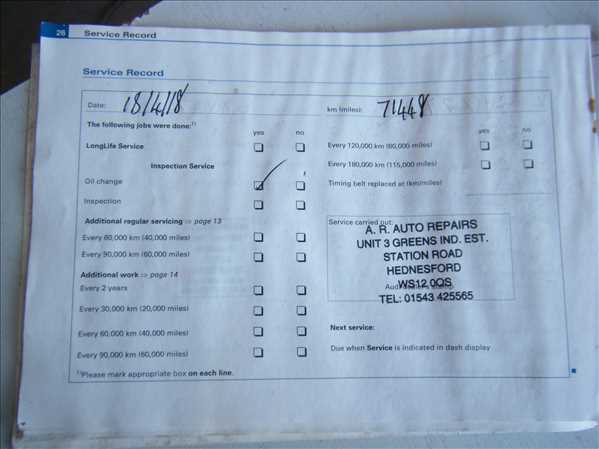 26 Service Record
Service Record
Date: 18/4/18 km (miles): 71448
The following jobs were done:1)
yes no
LongLife Service
Inspection Service
Oil change
Inspection
Additional regular servicing ⇨ page 13
Every 60,000 km (40,000 miles)
Every 90,000 km (60,000 miles)
Additional work ⇨ page 14
Every 2 years
Every 30,000 km (20,000 miles)
Every 60,000 km (40,000 miles)
Every 90,000 km (60,000 miles)
1)Please mark appropriate box on each line.
yes no
Every 120,000 km (80,000 miles)
Every 180,000 km (115,000 miles)
Timing belt replaced at (km/miles)
Service carried out:
A. R. AUTO REPAIRS
UNIT 3 GREENS IND. EST.
STATION ROAD
HEDNESFORD
WS12 0QS
TEL: 01543 425565
Next service:
Due when Service is indicated in dash display